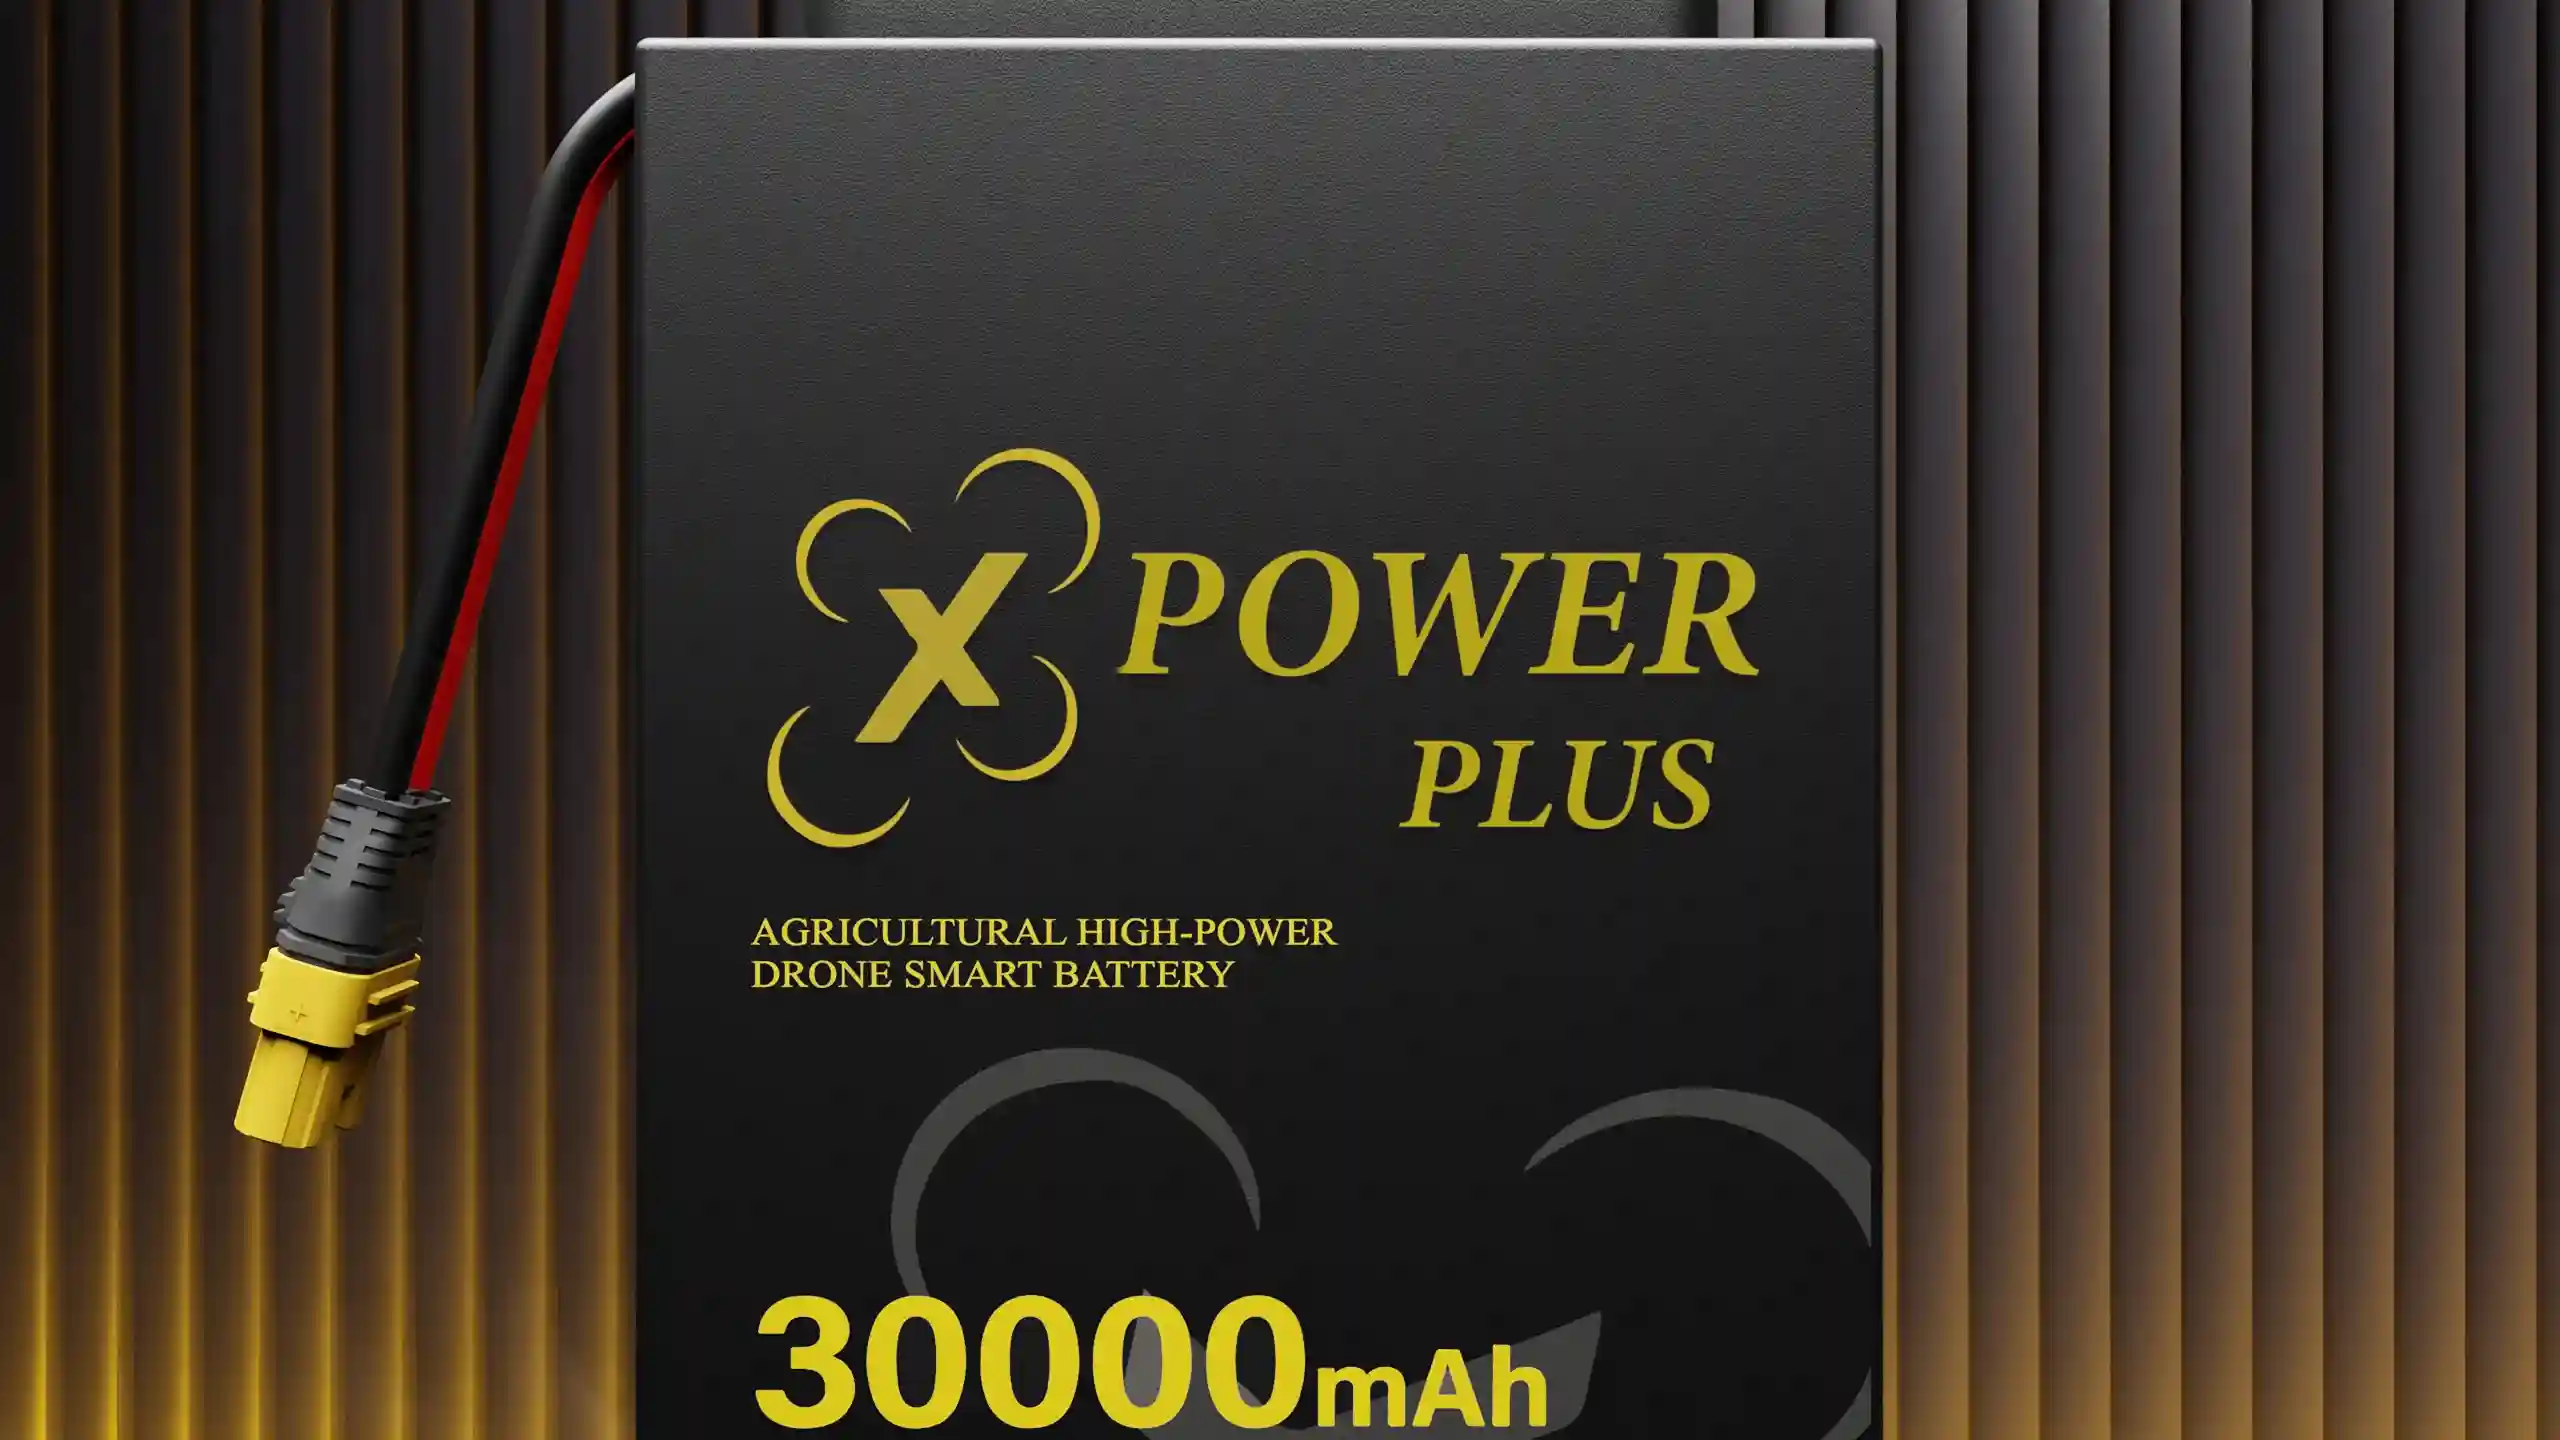 X POWER
PLUS
AGRICULTURAL HIGH-POWER
DRONE SMART BATTERY
30000mAh